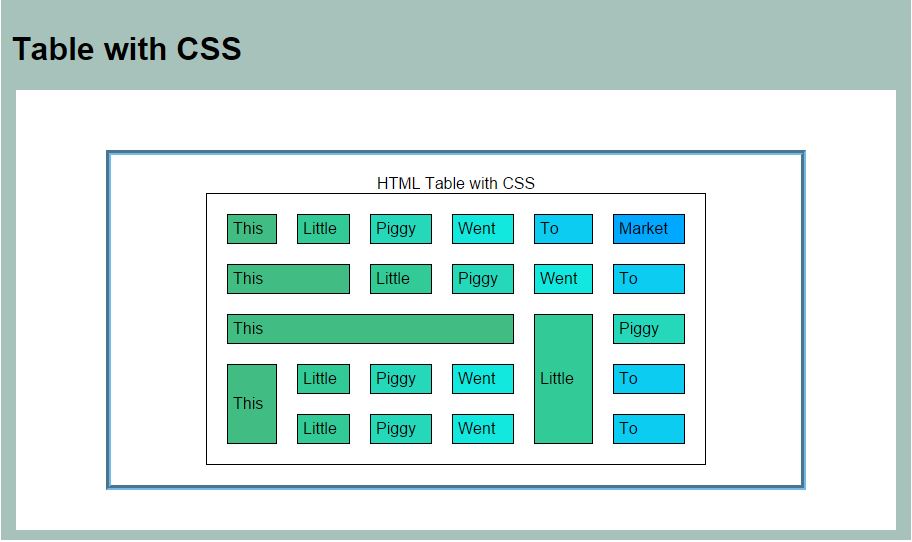 Table with CSS
HTML Table with CSS
This Little Piggy Went To Market
This Little Piggy Went To
This Little Piggy
This Little Piggy Went To
Little Piggy Went To